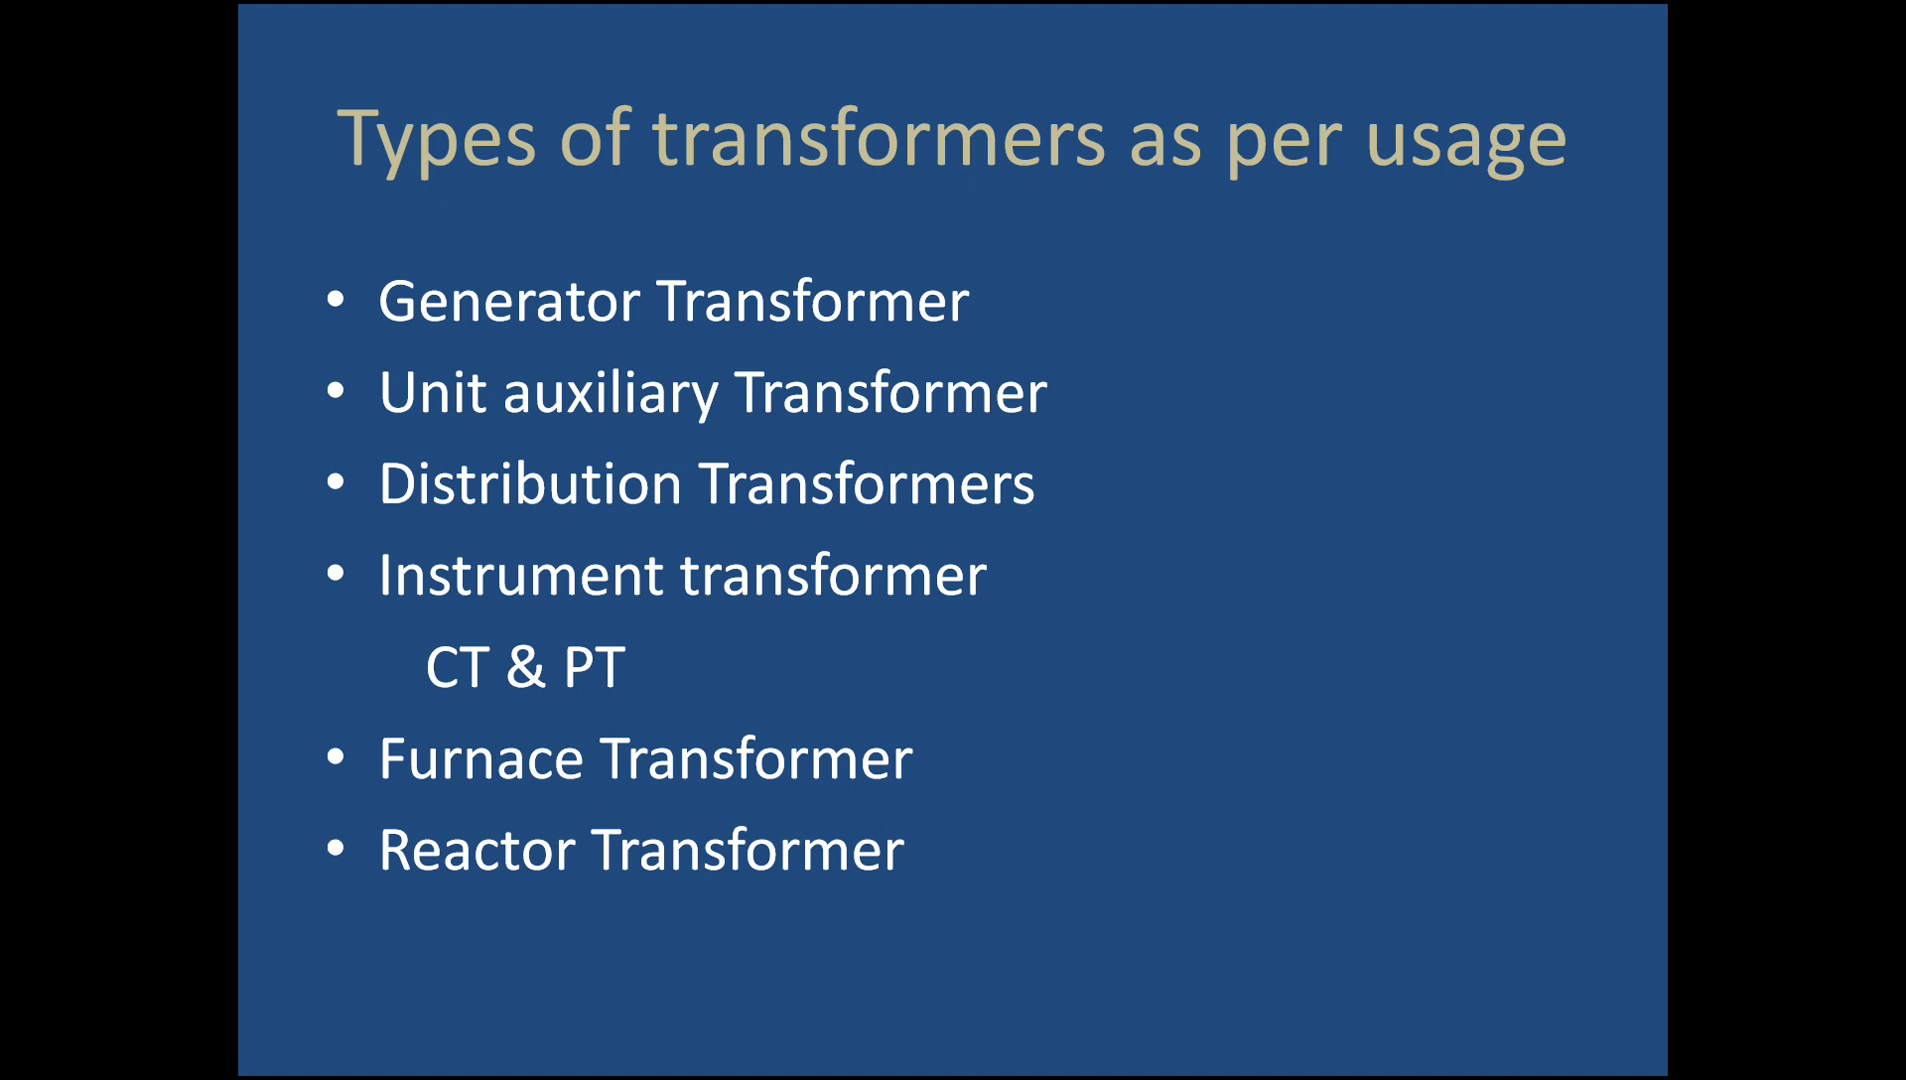 Types of transformers as per usage
• Generator Transformer
• Unit auxiliary Transformer
• Distribution Transformers
• Instrument transformer
CT & PT
• Furnace Transformer
• Reactor Transformer